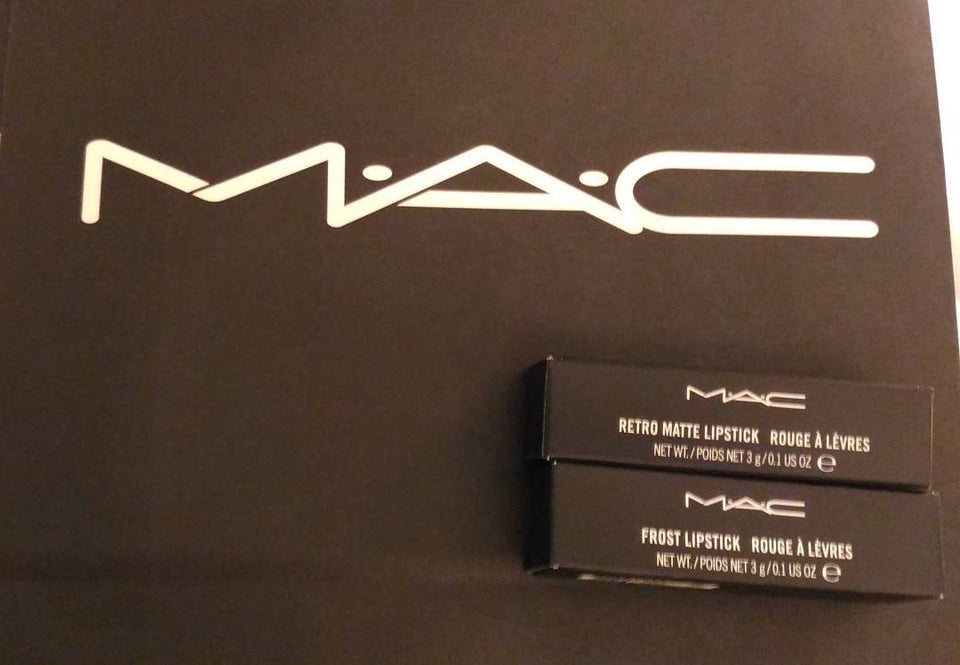 M·A·C
M·A·C
RETRO MATTE LIPSTICK ROUGE À LÈVRES
NET WT./POIDS NET 3 g/0.1 US OZ ℮
M·A·C
FROST LIPSTICK ROUGE À LÈVRES
NET WT./POIDS NET 3 g/0.1 US OZ ℮